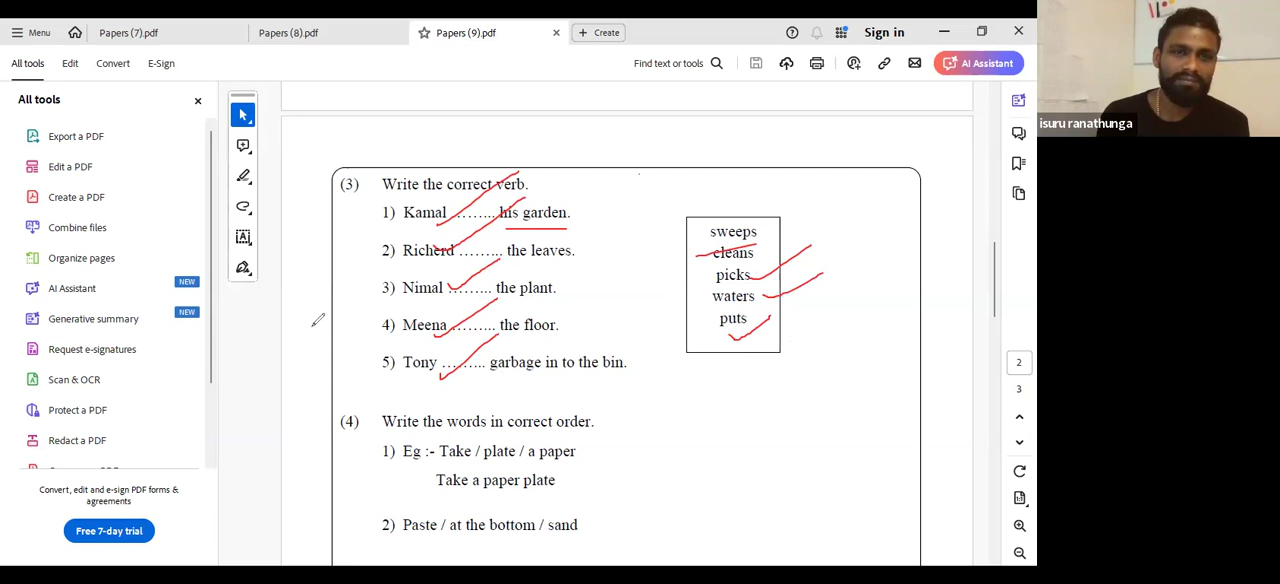 Menu
Papers (7).pdf
Papers (8).pdf
Papers (9).pdf
Create
Sign in
All tools
Edit
Convert
E-Sign
Find text or tools
AI Assistant
All tools
Export a PDF
Edit a PDF
Create a PDF
Combine files
Organize pages
AI Assistant NEW
Generative summary NEW
Request e-signatures
Scan & OCR
Protect a PDF
Redact a PDF
Convert, edit and e-sign PDF forms &
agreements
Free 7-day trial
(3) Write the correct verb.
1) Kamal ……... his garden.
2) Richerd ……….. the leaves.
3) Nimal ……... the plant.
4) Meena ……... the floor.
5) Tony ……….. garbage in to the bin.
sweeps
cleans
picks
waters
puts
(4) Write the words in correct order.
1) Eg :- Take / plate / a paper
Take a paper plate
2) Paste / at the bottom / sand
2
3
isuru ranathunga